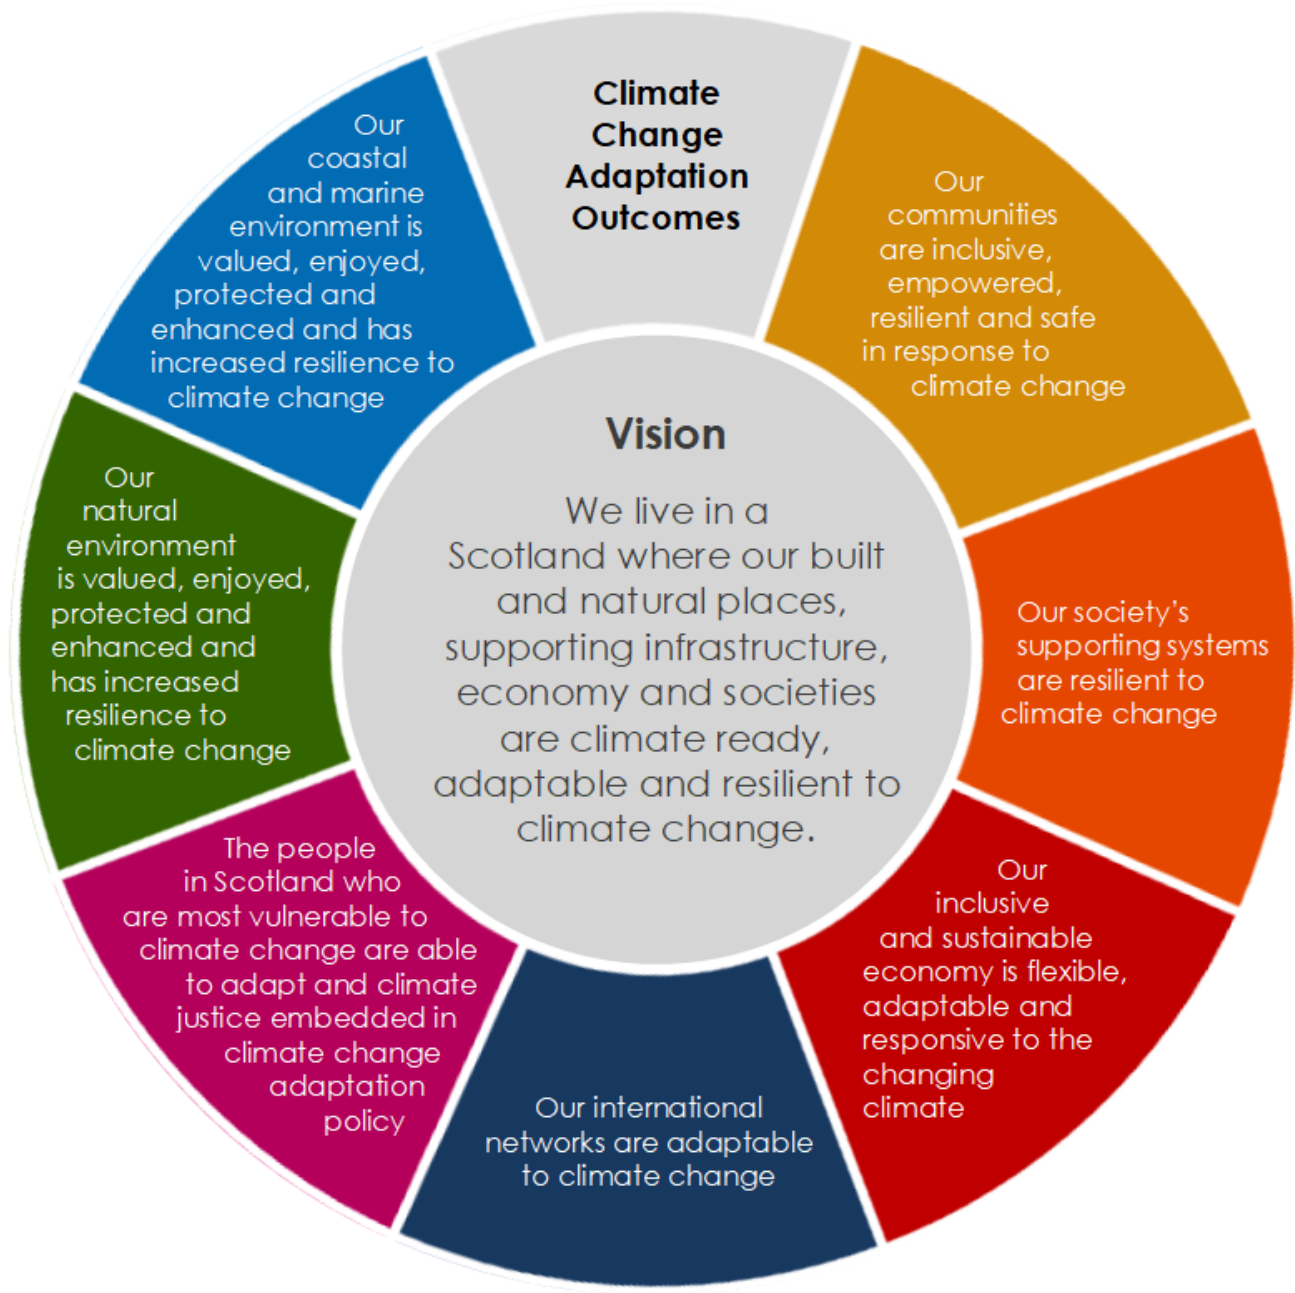 Climate
Change
Adaptation
Outcomes
Our
communities
are inclusive,
empowered,
resilient and safe
in response to
climate change
Our society's
supporting systems
are resilient to
climate change
Our
inclusive
and sustainable
economy is flexible,
adaptable and
responsive to the
changing
climate
Our international
networks are adaptable
to climate change
The people
in Scotland who
are most vulnerable to
climate change are able
to adapt and climate
justice embedded in
climate change
adaptation
policy
Our
natural
environment
is valued, enjoyed,
protected and
enhanced and
has increased
resilience to
climate change
Our
coastal
and marine
environment is
valued, enjoyed,
protected and
enhanced and has
increased resilience to
climate change
Vision
We live in a
Scotland where our built
and natural places,
supporting infrastructure,
economy and societies
are climate ready,
adaptable and resilient to
climate change.